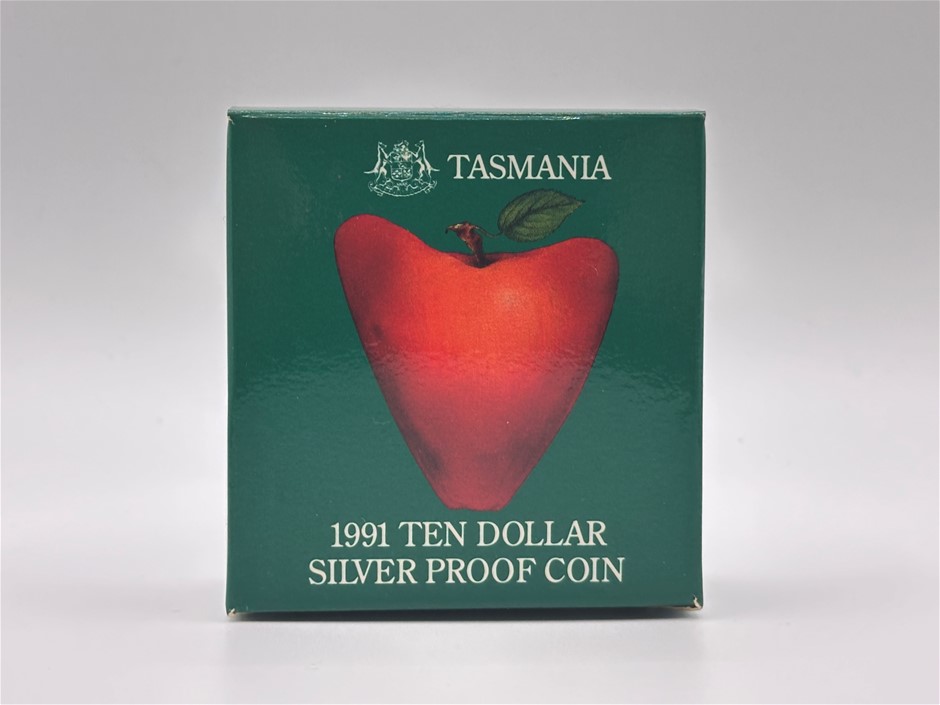 TASMANIA
1991 TEN DOLLAR
SILVER PROOF COIN